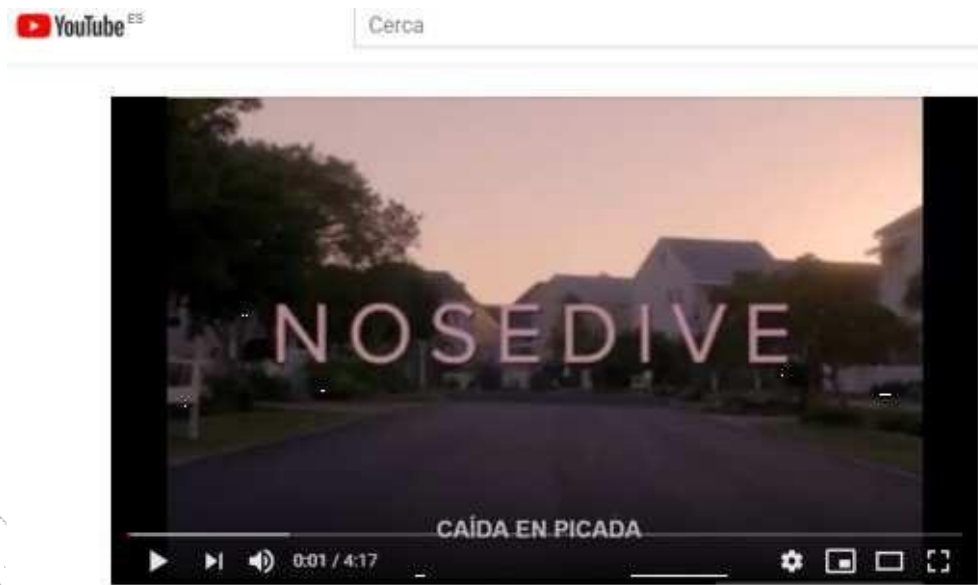 YouTube ES
Cerca
NOSEDIVE
CAÍDA EN PICADA
0:01 / 4:17